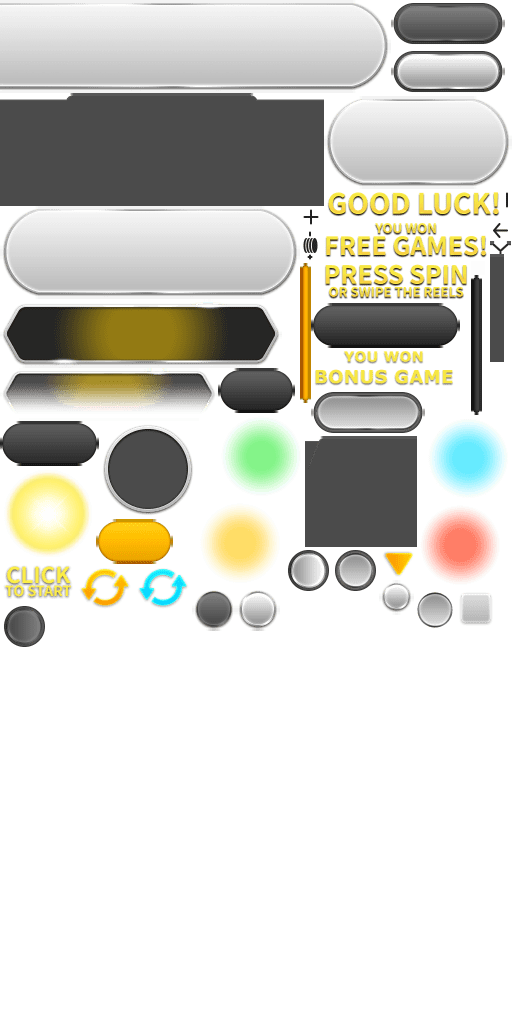 GOOD LUCK!
YOU WON
FREE GAMES!
PRESS SPIN
OR SWIPE THE REELS
YOU WON
BONUS GAME
CLICK
TO START